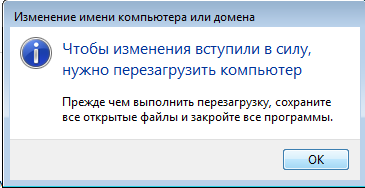 Изменение имени компьютера или домена
Чтобы изменения вступили в силу,
нужно перезагрузить компьютер
Прежде чем выполнить перезагрузку, сохраните
все открытые файлы и закройте все программы.
ОК